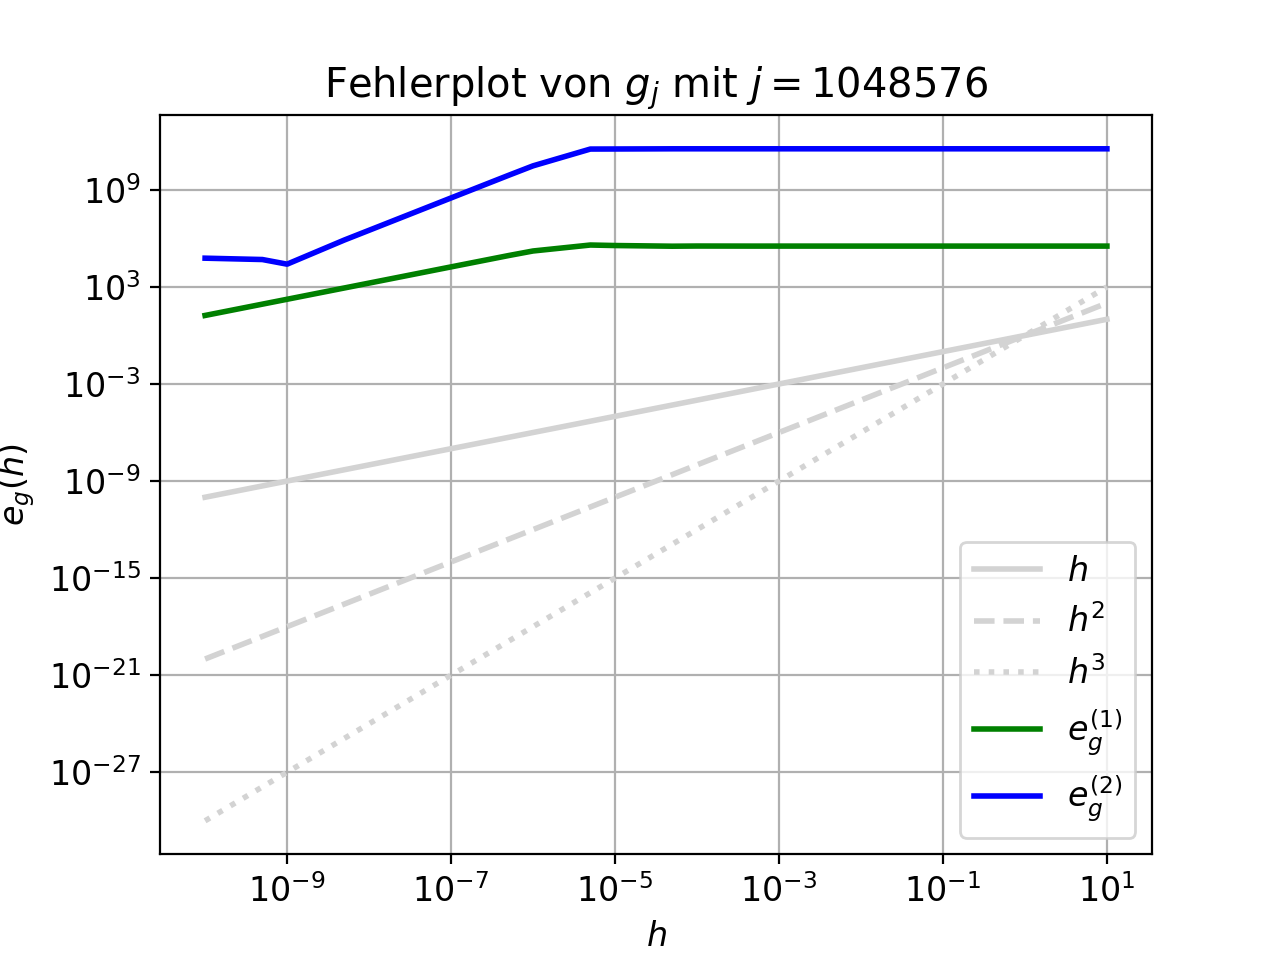 Fehlerplot von $g_j$ mit $j = 1048576$
$10^9$
$10^3$
$10^{-3}$
$10^{-9}$
$10^{-15}$
$10^{-21}$
$10^{-27}$
$e_g(h)$
$h$
$h^2$
$h^3$
$e_g^{(1)}$
$e_g^{(2)}$
$10^{-9}$ $10^{-7}$ $10^{-5}$ $10^{-3}$ $10^{-1}$ $10^1$
$h$